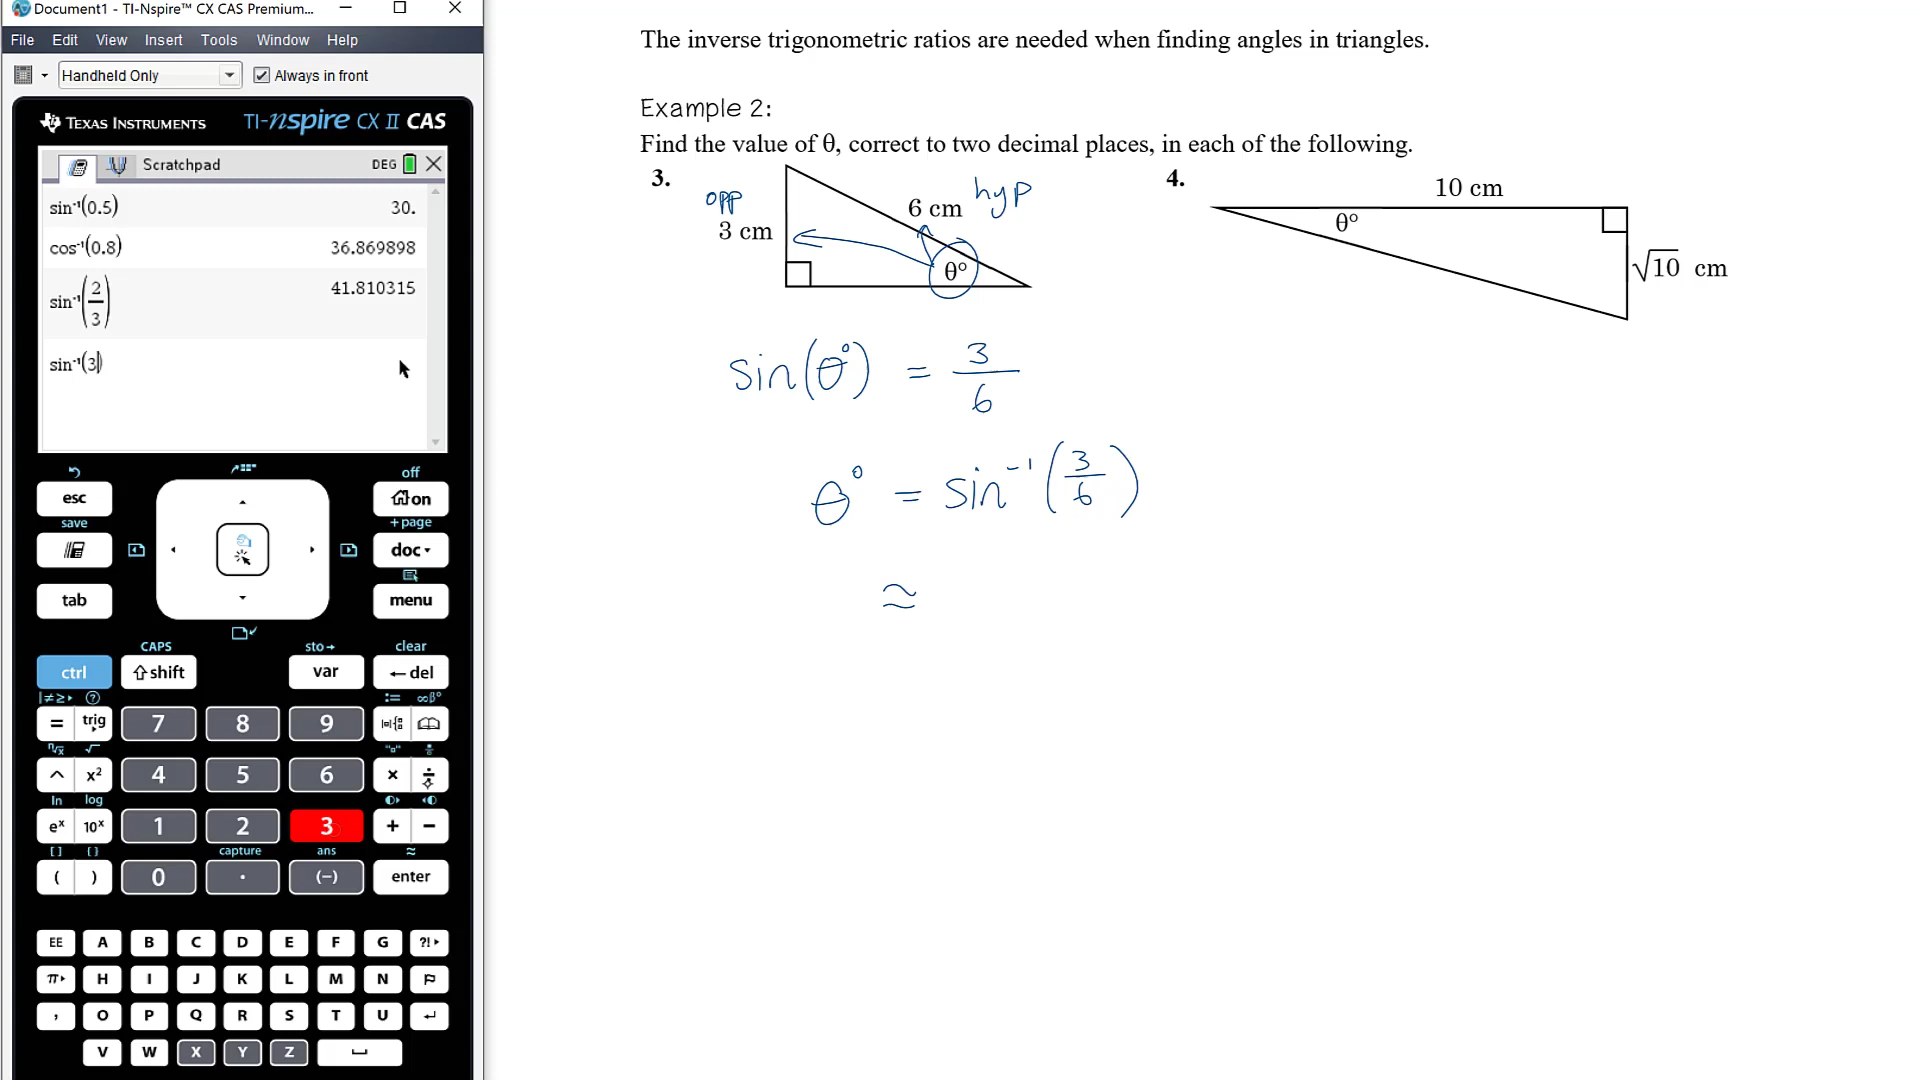 Document1 - TI-Nspire™ CX CAS Premium...
File Edit View Insert Tools Window Help
Handheld Only
Always in front
TEXAS INSTRUMENTS
TI-nspire CX II CAS
Scratchpad
DEG
sin⁻¹(0.5) 30.
cos⁻¹(0.8) 36.869898
sin⁻¹(2/3) 41.810315
sin⁻¹(3)
off
esc
on
save
+ page
doc
tab
menu
CAPS sto→ clear
ctrl
shift
var
←del
|≠≥▸ ? := ∞β°
= trig 7 8 9
ⁿ√x √
^ x² 4 5 6 × ÷
ln log
eˣ 10ˣ 1 2 3 + −
[ ] { } capture ans ≈
( ) 0 . (−) enter
EE A B C D E F G ?!▸
π▸ H I J K L M N
, O P Q R S T U ↵
V W X Y Z
The inverse trigonometric ratios are needed when finding angles in triangles.
Example 2:
Find the value of θ, correct to two decimal places, in each of the following.
3.
opp
3 cm
6 cm
hyp
θ°
sin(θ°) = 3/6
θ° = sin⁻¹(3/6)
≈
4.
10 cm
θ°
√10 cm